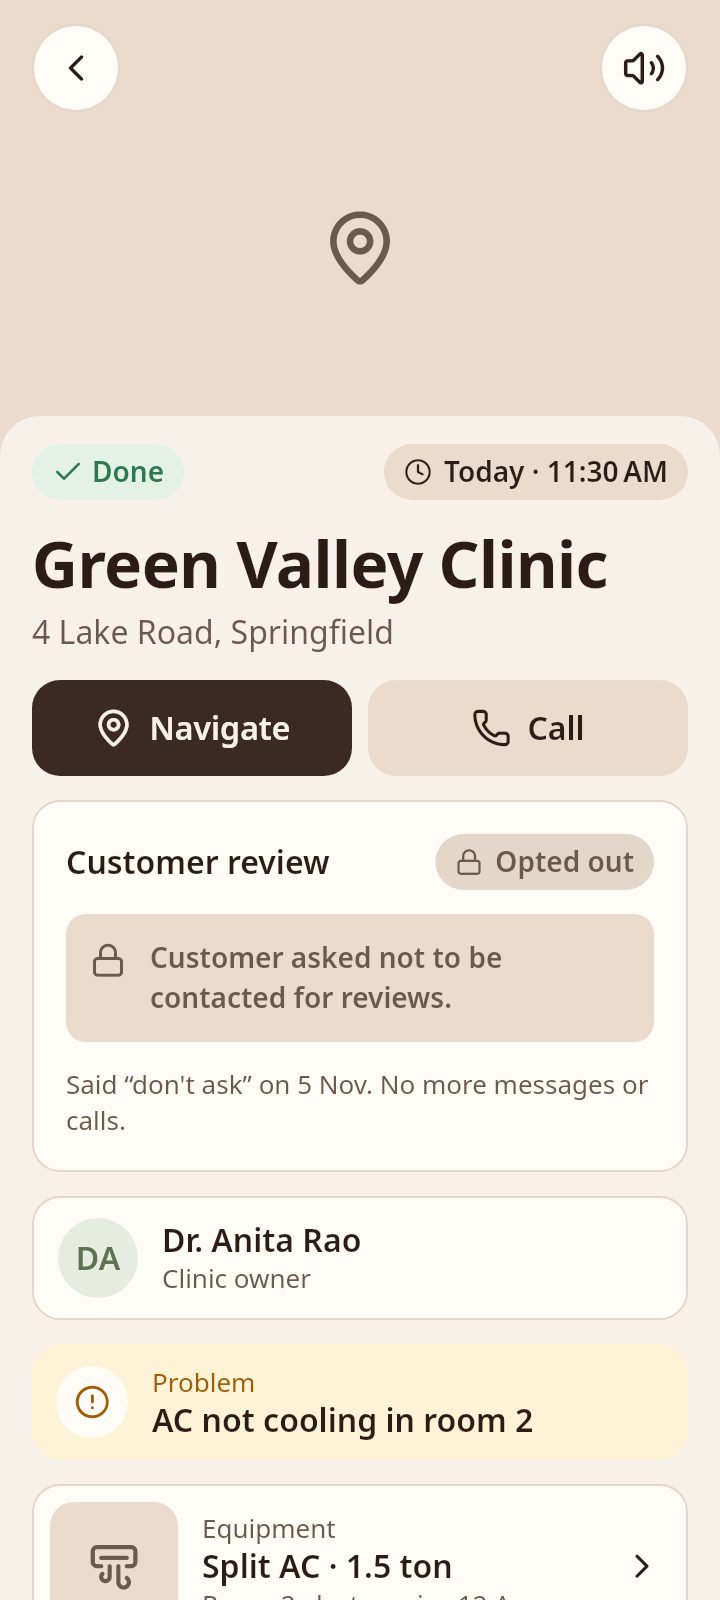 Done
Today · 11:30 AM
Green Valley Clinic
4 Lake Road, Springfield
Navigate
Call
Customer review
Opted out
Customer asked not to be
contacted for reviews.
Said “don't ask” on 5 Nov. No more messages or
calls.
DA
Dr. Anita Rao
Clinic owner
Problem
AC not cooling in room 2
Equipment
Split AC · 1.5 ton